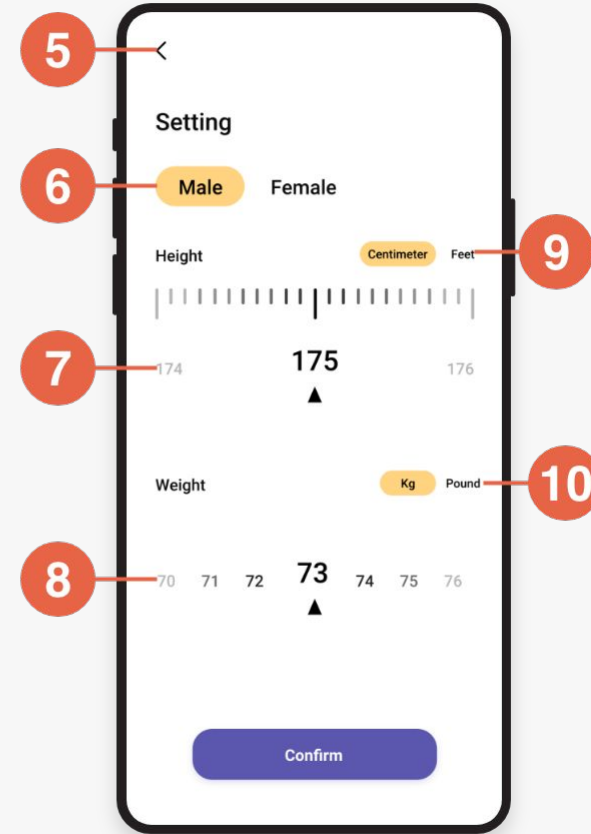 5
Setting
6 Male Female
Height Centimeter Feet 9
7 174 175 176
Weight Kg Pound 10
8 70 71 72 73 74 75 76
Confirm